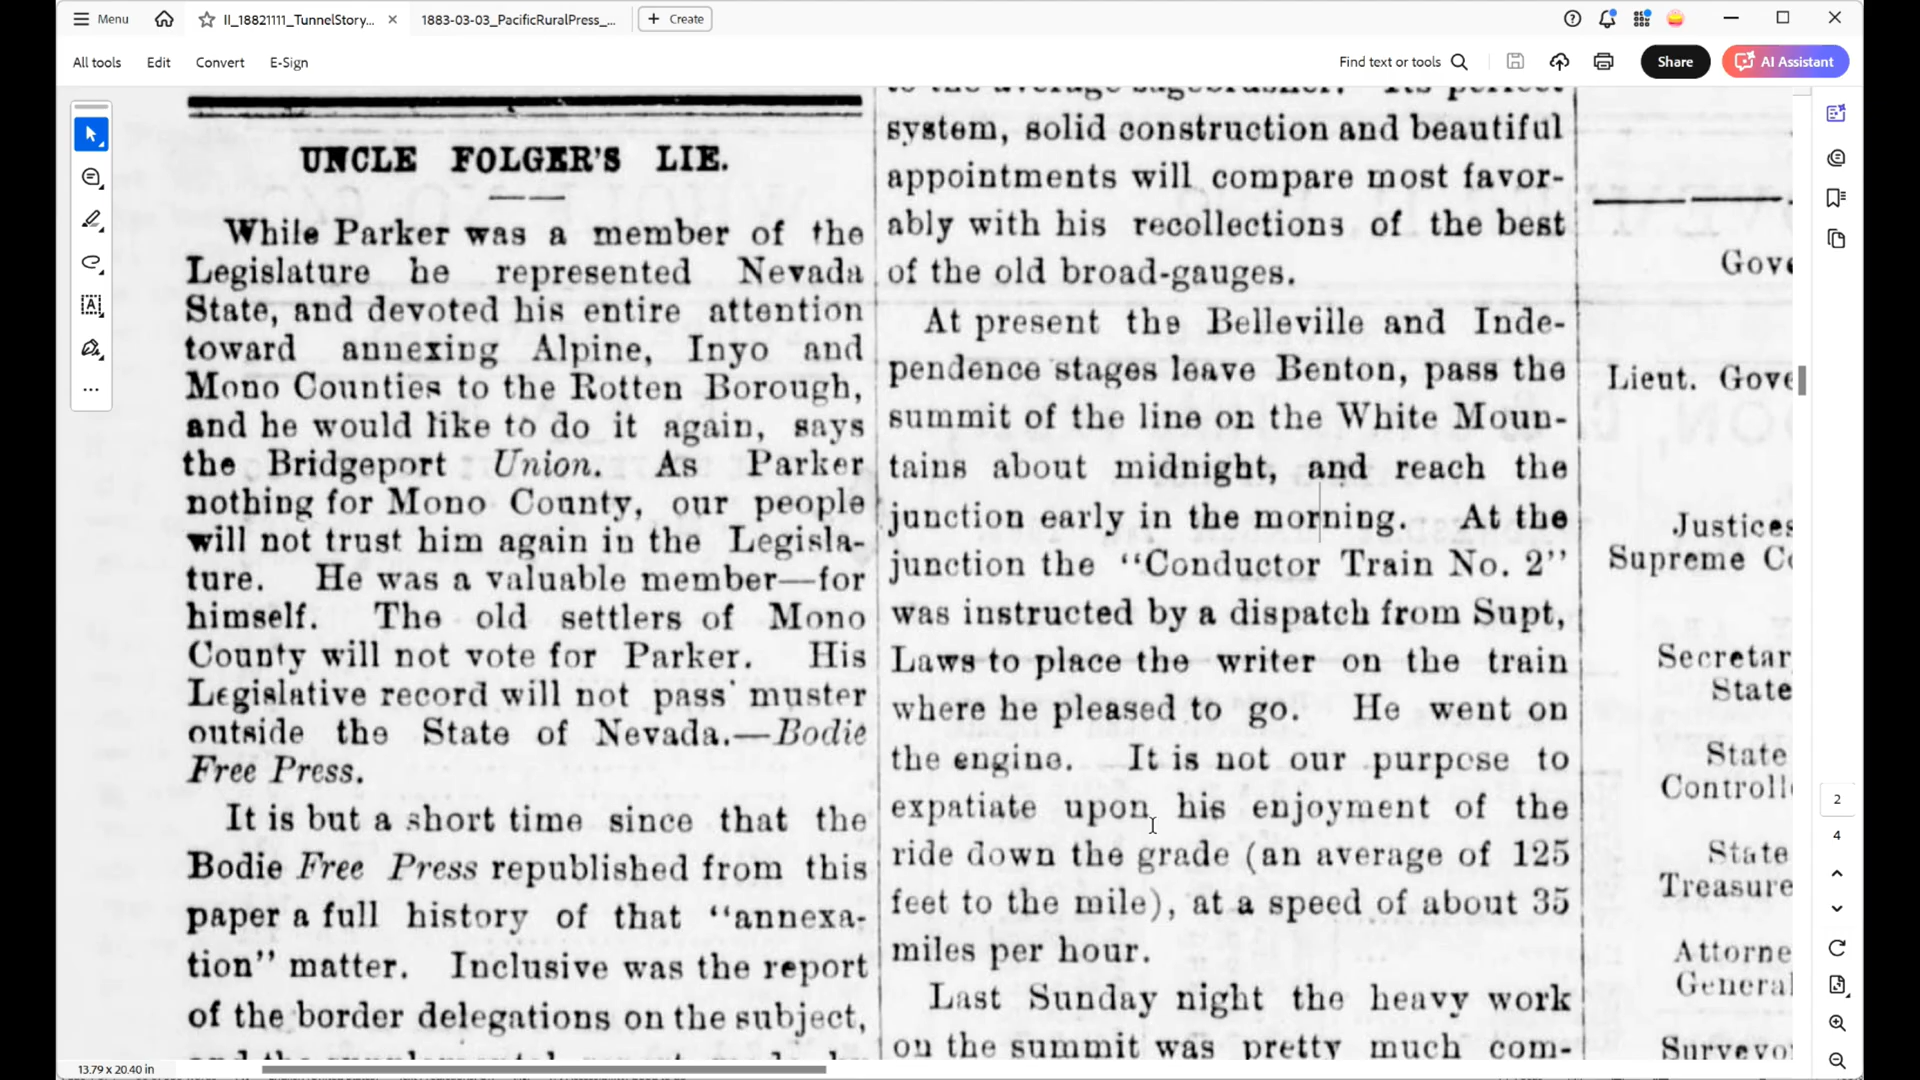 Menu
II_18821111_TunnelStory...
1883-03-03_PacificRuralPress_...
Create
All tools
Edit
Convert
E-Sign
Find text or tools
Share
AI Assistant
UNCLE FOLGER'S LIE.
While Parker was a member of the
Legislature he represented Nevada
State, and devoted his entire attention
toward annexing Alpine, Inyo and
Mono Counties to the Rotten Borough,
and he would like to do it again, says
the Bridgeport Union. As Parker
nothing for Mono County, our people
will not trust him again in the Legisla-
ture. He was a valuable member—for
himself. The old settlers of Mono
County will not vote for Parker. His
Legislative record will not pass muster
outside the State of Nevada.—Bodie
Free Press.
It is but a short time since that the
Bodie Free Press republished from this
paper a full history of that "annexa-
tion" matter. Inclusive was the report
of the border delegations on the subject,
to the average sagebrusher. Its perfect
system, solid construction and beautiful
appointments will compare most favor-
ably with his recollections of the best
of the old broad-gauges.
At present the Belleville and Inde-
pendence stages leave Benton, pass the
summit of the line on the White Moun-
tains about midnight, and reach the
junction early in the morning. At the
junction the "Conductor Train No. 2"
was instructed by a dispatch from Supt,
Laws to place the writer on the train
where he pleased to go. He went on
the engine. It is not our purpose to
expatiate upon his enjoyment of the
ride down the grade (an average of 125
feet to the mile), at a speed of about 35
miles per hour.
Last Sunday night the heavy work
on the summit was pretty much com-
Gove
Lieut. Gove
Justices
Supreme Co
Secretar
State
State
Controll
State
Treasure
Attorne
General
Surveyo
2
4
13.79 x 20.40 in